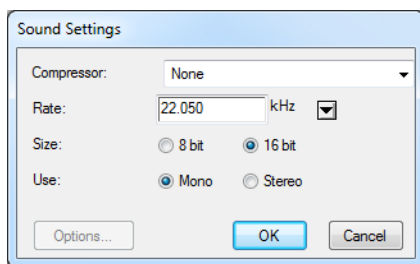 Sound Settings
Compressor: None
Rate: 22.050 kHz
Size: 8 bit 16 bit
Use: Mono Stereo
Options... OK Cancel